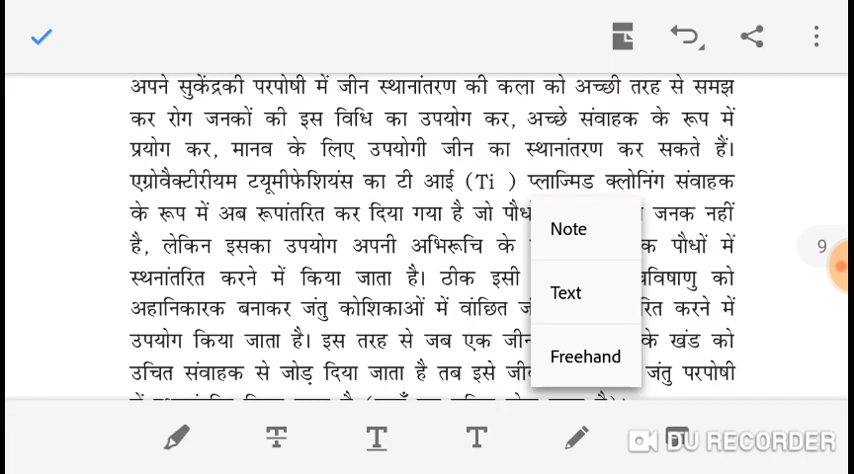 अपने सुकेंद्रकी परपोषी में जीन स्थानांतरण की कला को अच्छी तरह से समझ
कर रोग जनकों की इस विधि का उपयोग कर, अच्छे संवाहक के रूप में
प्रयोग कर, मानव के लिए उपयोगी जीन का स्थानांतरण कर सकते हैं।
एग्रोवैक्टीरीयम टयूमीफेशियंस का टी आई (Ti ) प्लाज्मिड क्लोनिंग संवाहक
के रूप में अब रूपांतरित कर दिया गया है जो जनक नहीं
है, लेकिन इसका उपयोग अपनी अभिरूचि के पौधों में
स्थनांतरित करने में किया जाता है। ठीक इसी को
अहानिकारक बनाकर जंतु कोशिकाओं में वांछित करने में
उपयोग किया जाता है। इस तरह से जब एक के खंड को
उचित संवाहक से जोड़ दिया जाता है तब इसे जंतु परपोषी
Note
Text
Freehand
9
T
T
T
DU RECORDER